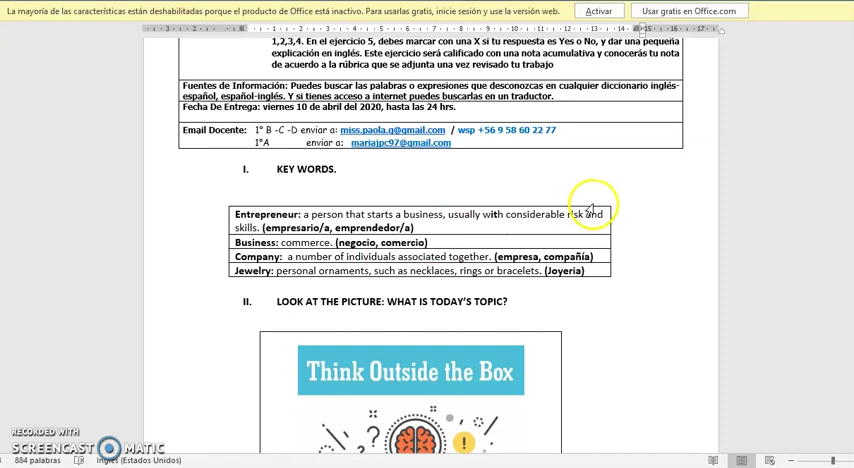 La mayoría de las características están deshabilitadas porque el producto de Office está inactivo. Para usarlas gratis, inicie sesión y use la versión web.
Activar
Usar gratis en Office.com
1,2,3,4. En el ejercicio 5, debes marcar con una X si tu respuesta es Yes o No, y dar una pequeña
explicación en inglés. Este ejercicio será calificado con una nota acumulativa y conocerás tu nota
de acuerdo a la rúbrica que se adjunta una vez revisado tu trabajo
Fuentes de Información: Puedes buscar las palabras o expresiones que desconozcas en cualquier diccionario inglés-
español, español-inglés. Y si tienes acceso a internet puedes buscarlas en un traductor.
Fecha De Entrega: viernes 10 de abril del 2020, hasta las 24 hrs.
Email Docente: 1° B -C -D enviar a: miss.paola.g@gmail.com / wsp +56 9 58 60 22 77
1°A enviar a: mariajpc97@gmail.com
I. KEY WORDS.
Entrepreneur: a person that starts a business, usually with considerable risk and
skills. (empresario/a, emprendedor/a)
Business: commerce. (negocio, comercio)
Company: a number of individuals associated together. (empresa, compañía)
Jewelry: personal ornaments, such as necklaces, rings or bracelets. (Joyeria)
II. LOOK AT THE PICTURE: WHAT IS TODAY'S TOPIC?
Think Outside the Box
RECORDED WITH
SCREENCAST MATIC
884 palabras Inglés (Estados Unidos)